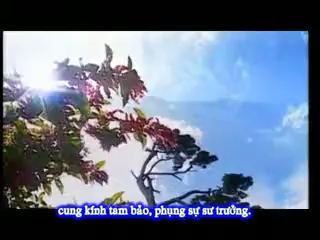 cung kính tam bảo, phụng sự sư trưởng.